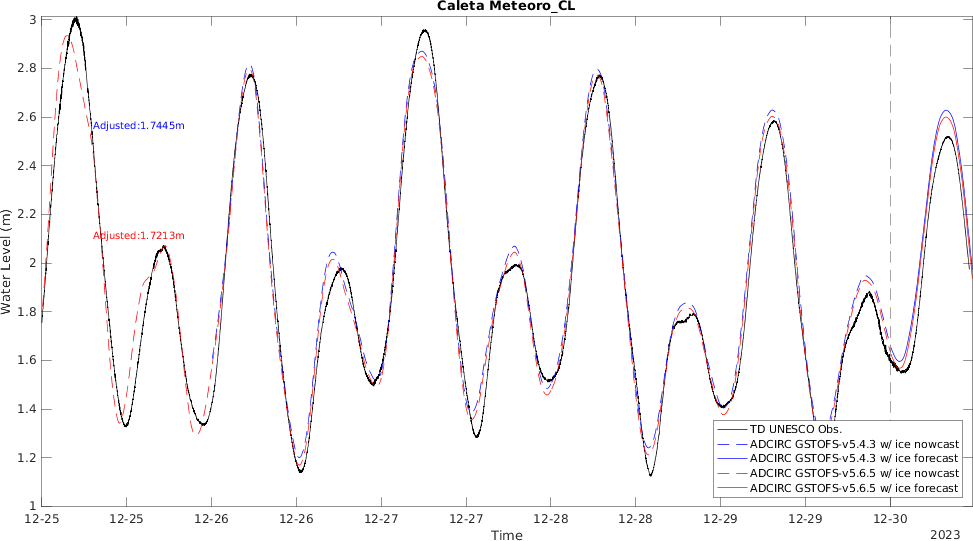 Caleta Meteoro_CL
3
2.8
2.6
2.4
2.2
2
1.8
1.6
1.4
1.2
1
Water Level (m)
Adjusted:1.7445m
Adjusted:1.7213m
TD UNESCO Obs.
ADCIRC GSTOFS-v5.4.3 w/ ice nowcast
ADCIRC GSTOFS-v5.4.3 w/ ice forecast
ADCIRC GSTOFS-v5.6.5 w/ ice nowcast
ADCIRC GSTOFS-v5.6.5 w/ ice forecast
12-25 12-25 12-26 12-26 12-27 12-27 12-28 12-28 12-29 12-29 12-30
Time
2023